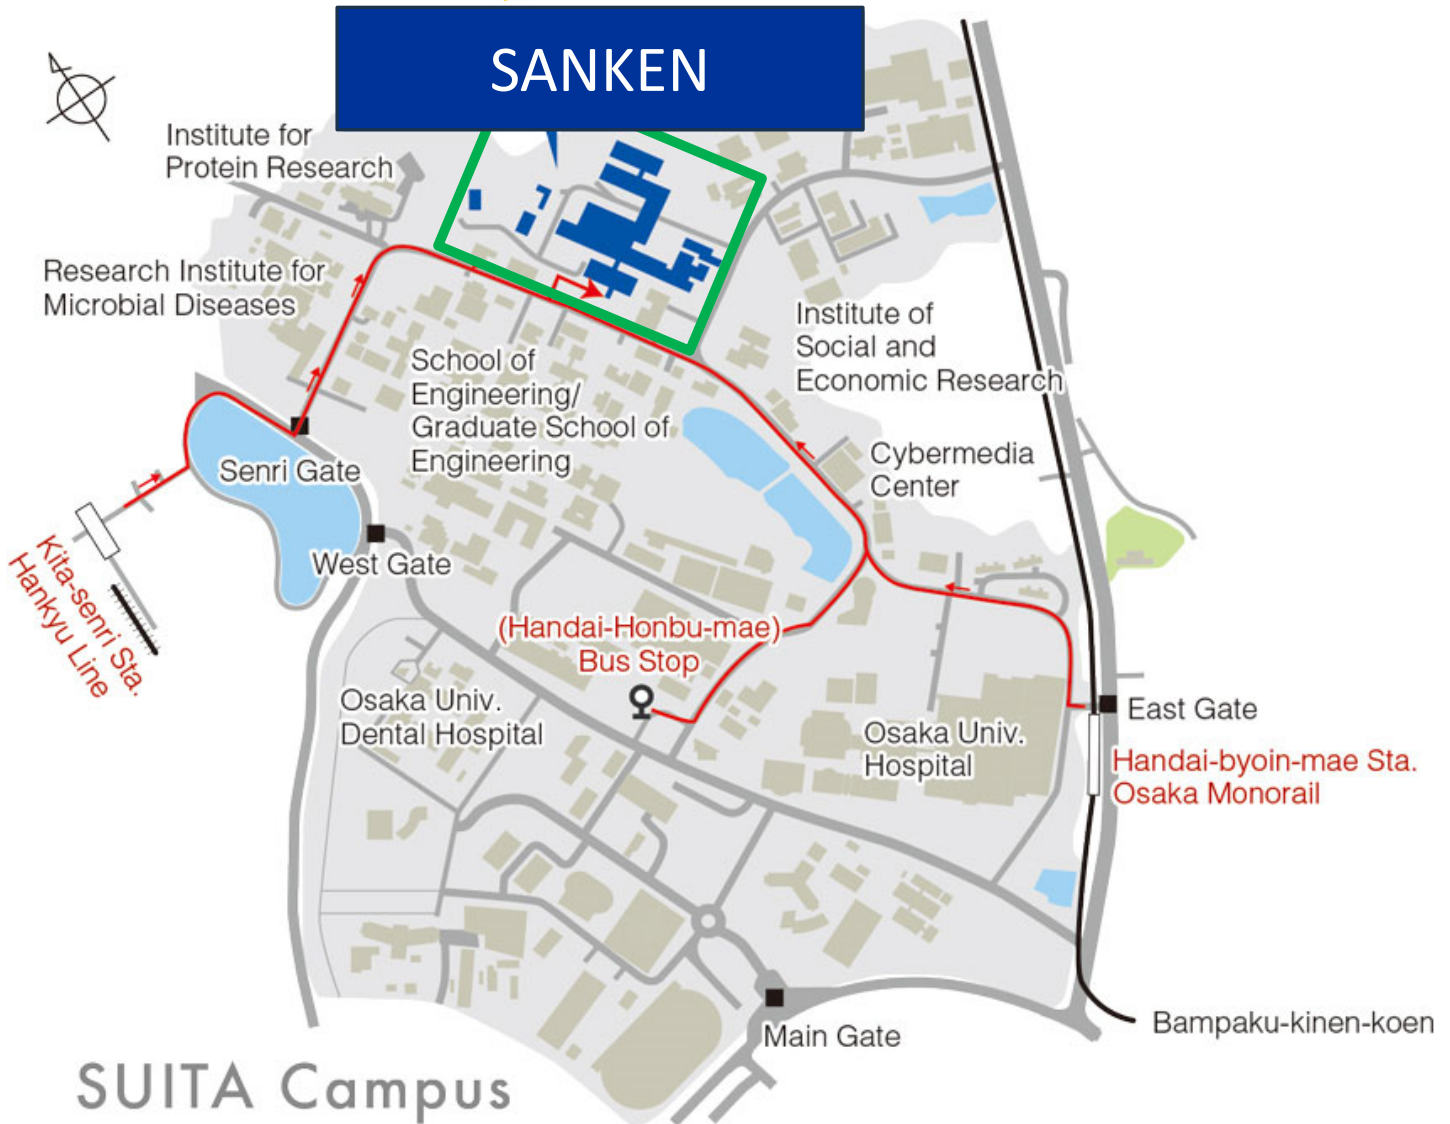 SANKEN
Institute for
Protein Research
Research Institute for
Microbial Diseases
School of
Engineering/
Graduate School of
Engineering
Institute of
Social and
Economic Research
Cybermedia
Center
Senri Gate
West Gate
Kita-senri Sta.
Hankyu Line
(Handai-Honbu-mae)
Bus Stop
Osaka Univ.
Dental Hospital
Osaka Univ.
Hospital
East Gate
Handai-byoin-mae Sta.
Osaka Monorail
Bampaku-kinen-koen
Main Gate
SUITA Campus